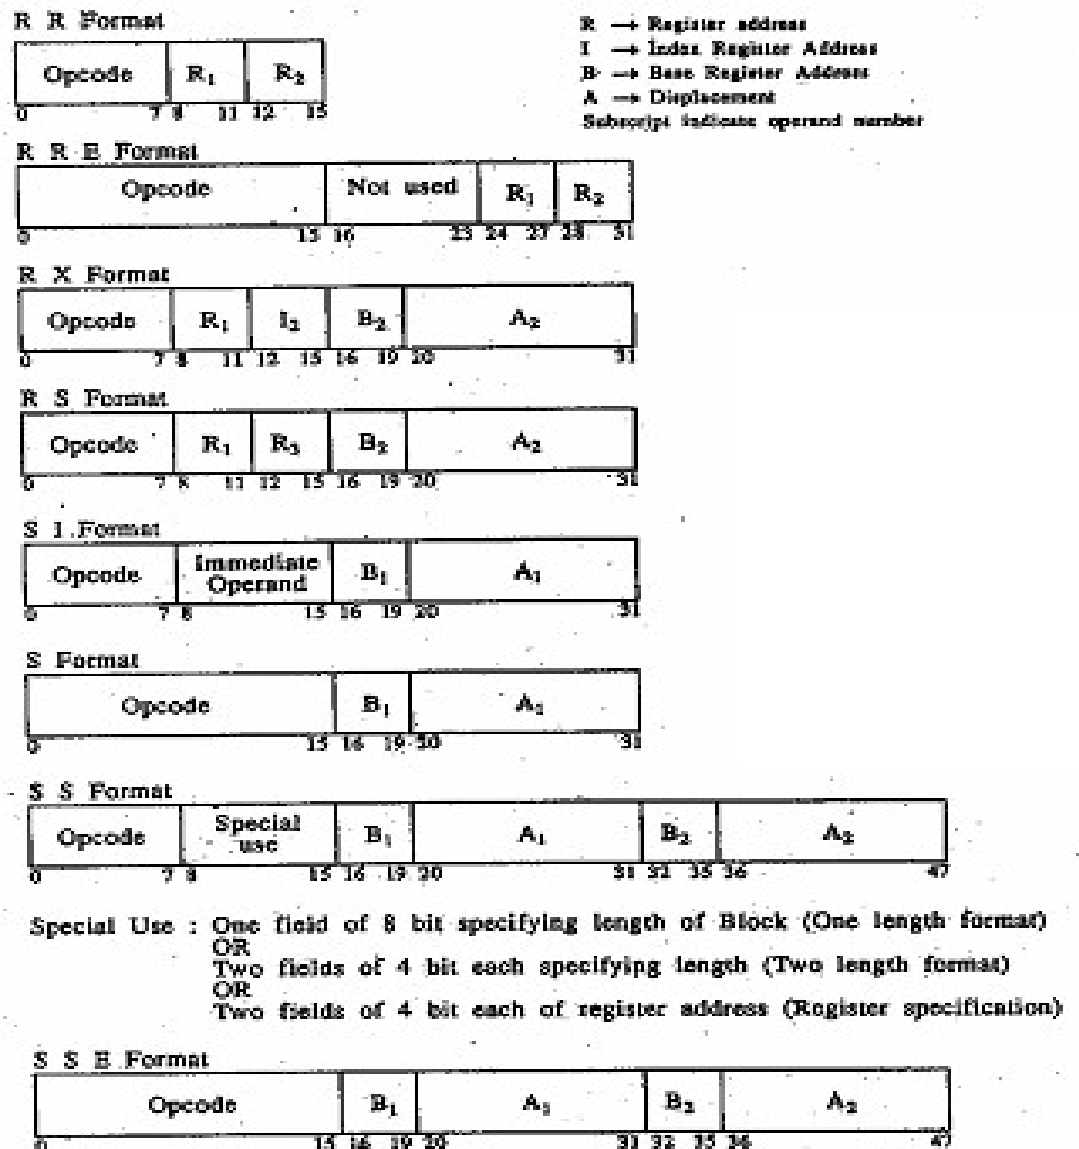 R R Format
R → Register address
I → Index Register Address
B → Base Register Address
A → Displacement
Subscript indicate operand number
Opcode R₁ R₂
0 7 8 11 12 15
R R E Format
Opcode Not used R₁ R₂
0 15 16 23 24 27 28 31
R X Format
Opcode R₁ I₂ B₂ A₂
0 7 8 11 12 15 16 19 20 31
R S Format
Opcode R₁ R₃ B₂ A₂
0 7 8 11 12 15 16 19 20 31
S I Format
Opcode Immediate Operand B₁ A₁
0 7 8 15 16 19 20 31
S Format
Opcode B₁ A₁
0 15 16 19 20 31
S S Format
Opcode Special use B₁ A₁ B₂ A₂
0 7 8 15 16 19 20 31 32 35 36 47
Special Use : One field of 8 bit specifying length of Block (One length format)
OR
Two fields of 4 bit each specifying length (Two length format)
OR
Two fields of 4 bit each of register address (Register specification)
S S E Format
Opcode B₁ A₁ B₂ A₂
0 15 16 19 20 31 32 35 36 47